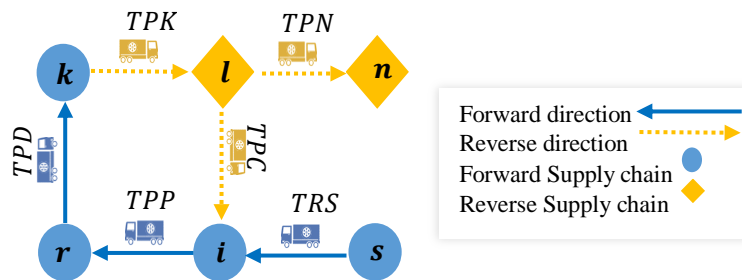 TPK
TPN
k
l
n
TPD
TPC
TPP
TRS
r
i
s
Forward direction
Reverse direction
Forward Supply chain
Reverse Supply chain